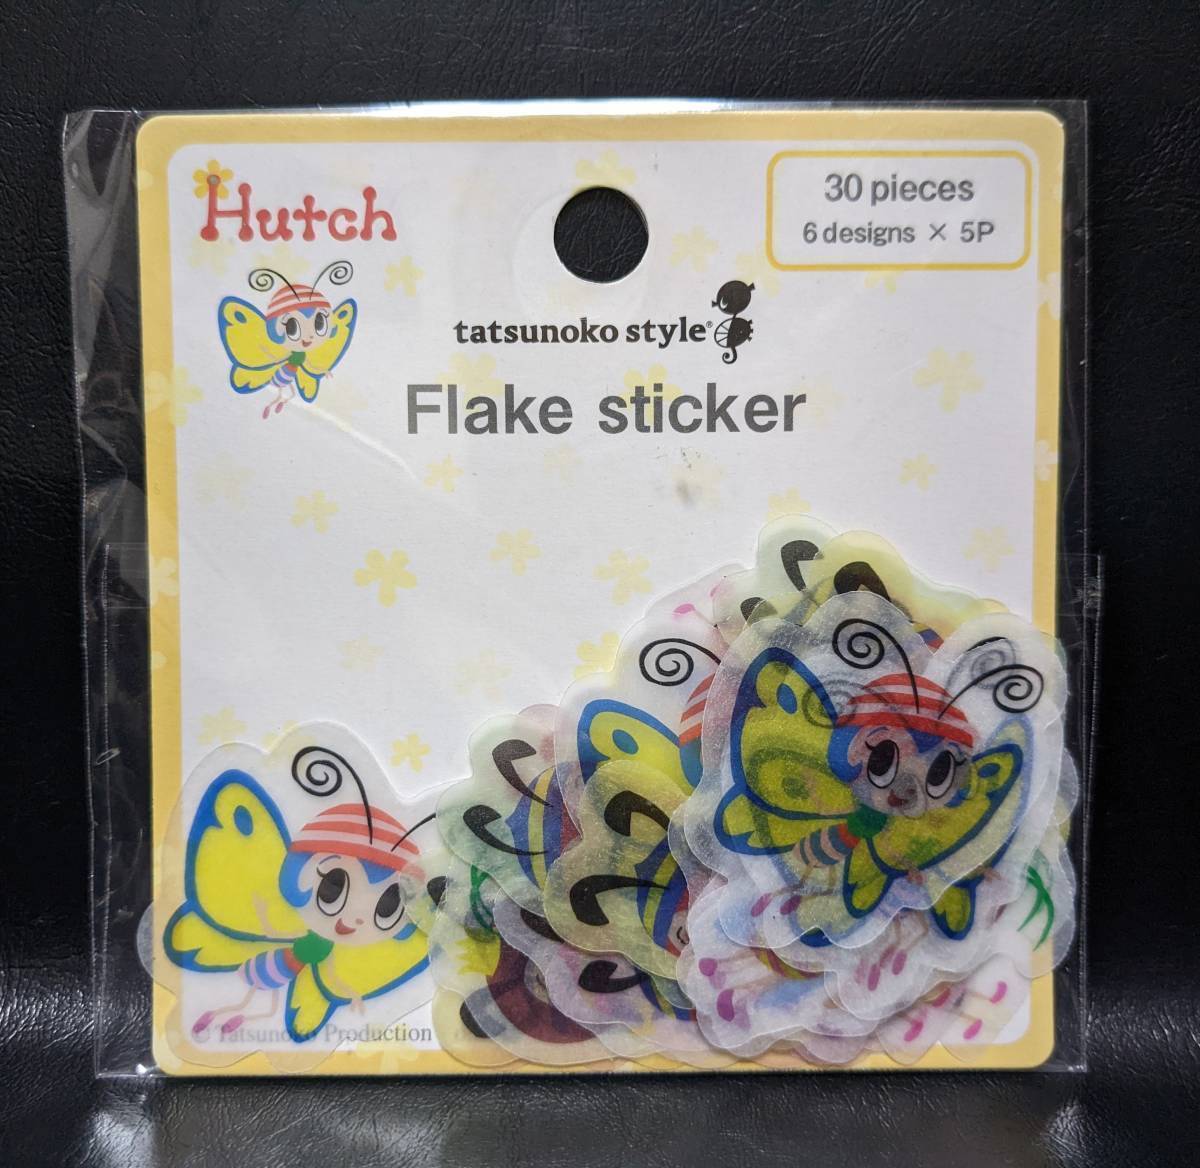 Hutch
30 pieces
6 designs × 5P
tatsunoko style®
Flake sticker
© Tatsunoko Production